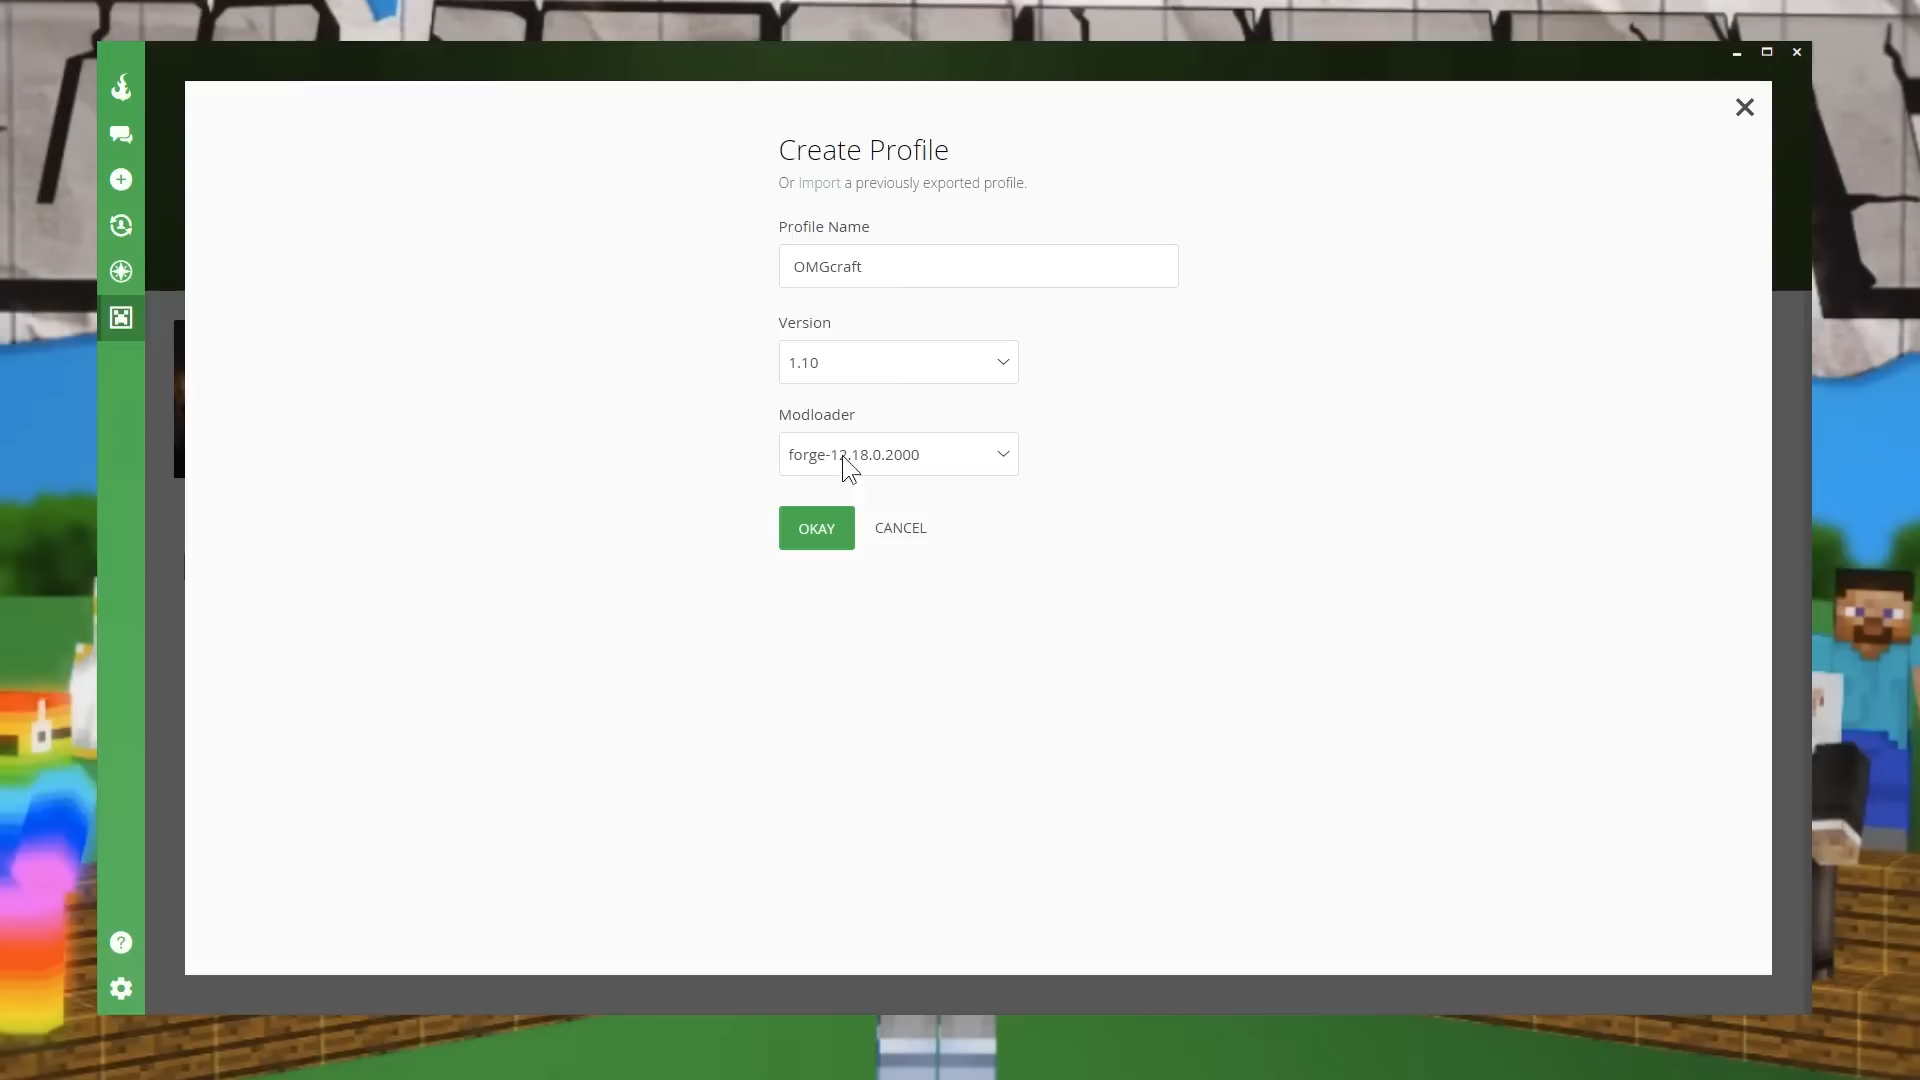 Create Profile
Or Import a previously exported profile.
Profile Name
OMGcraft
Version
1.10
Modloader
forge-12.18.0.2000
OKAY
CANCEL